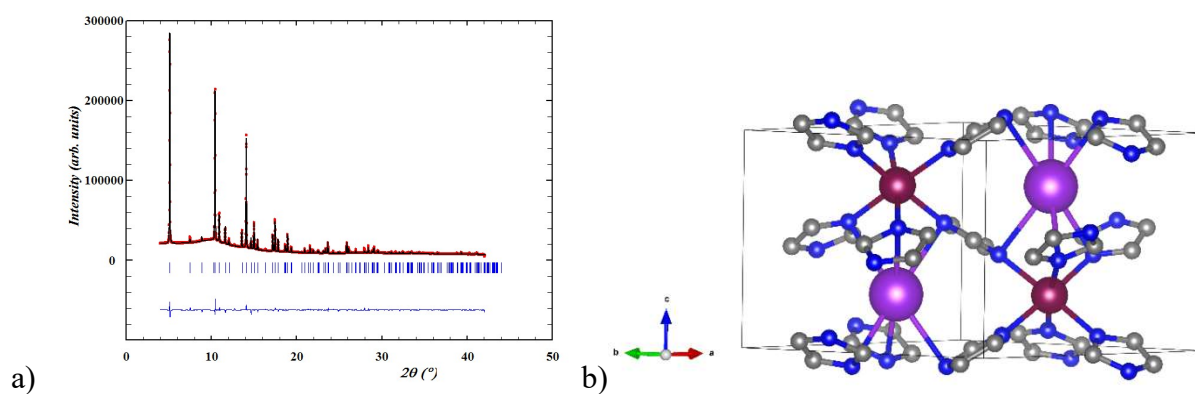 300000
200000
100000
0
Intensity (arb. units)
0 10 20 30 40 50
2θ (°)
a)
c
b a
b)